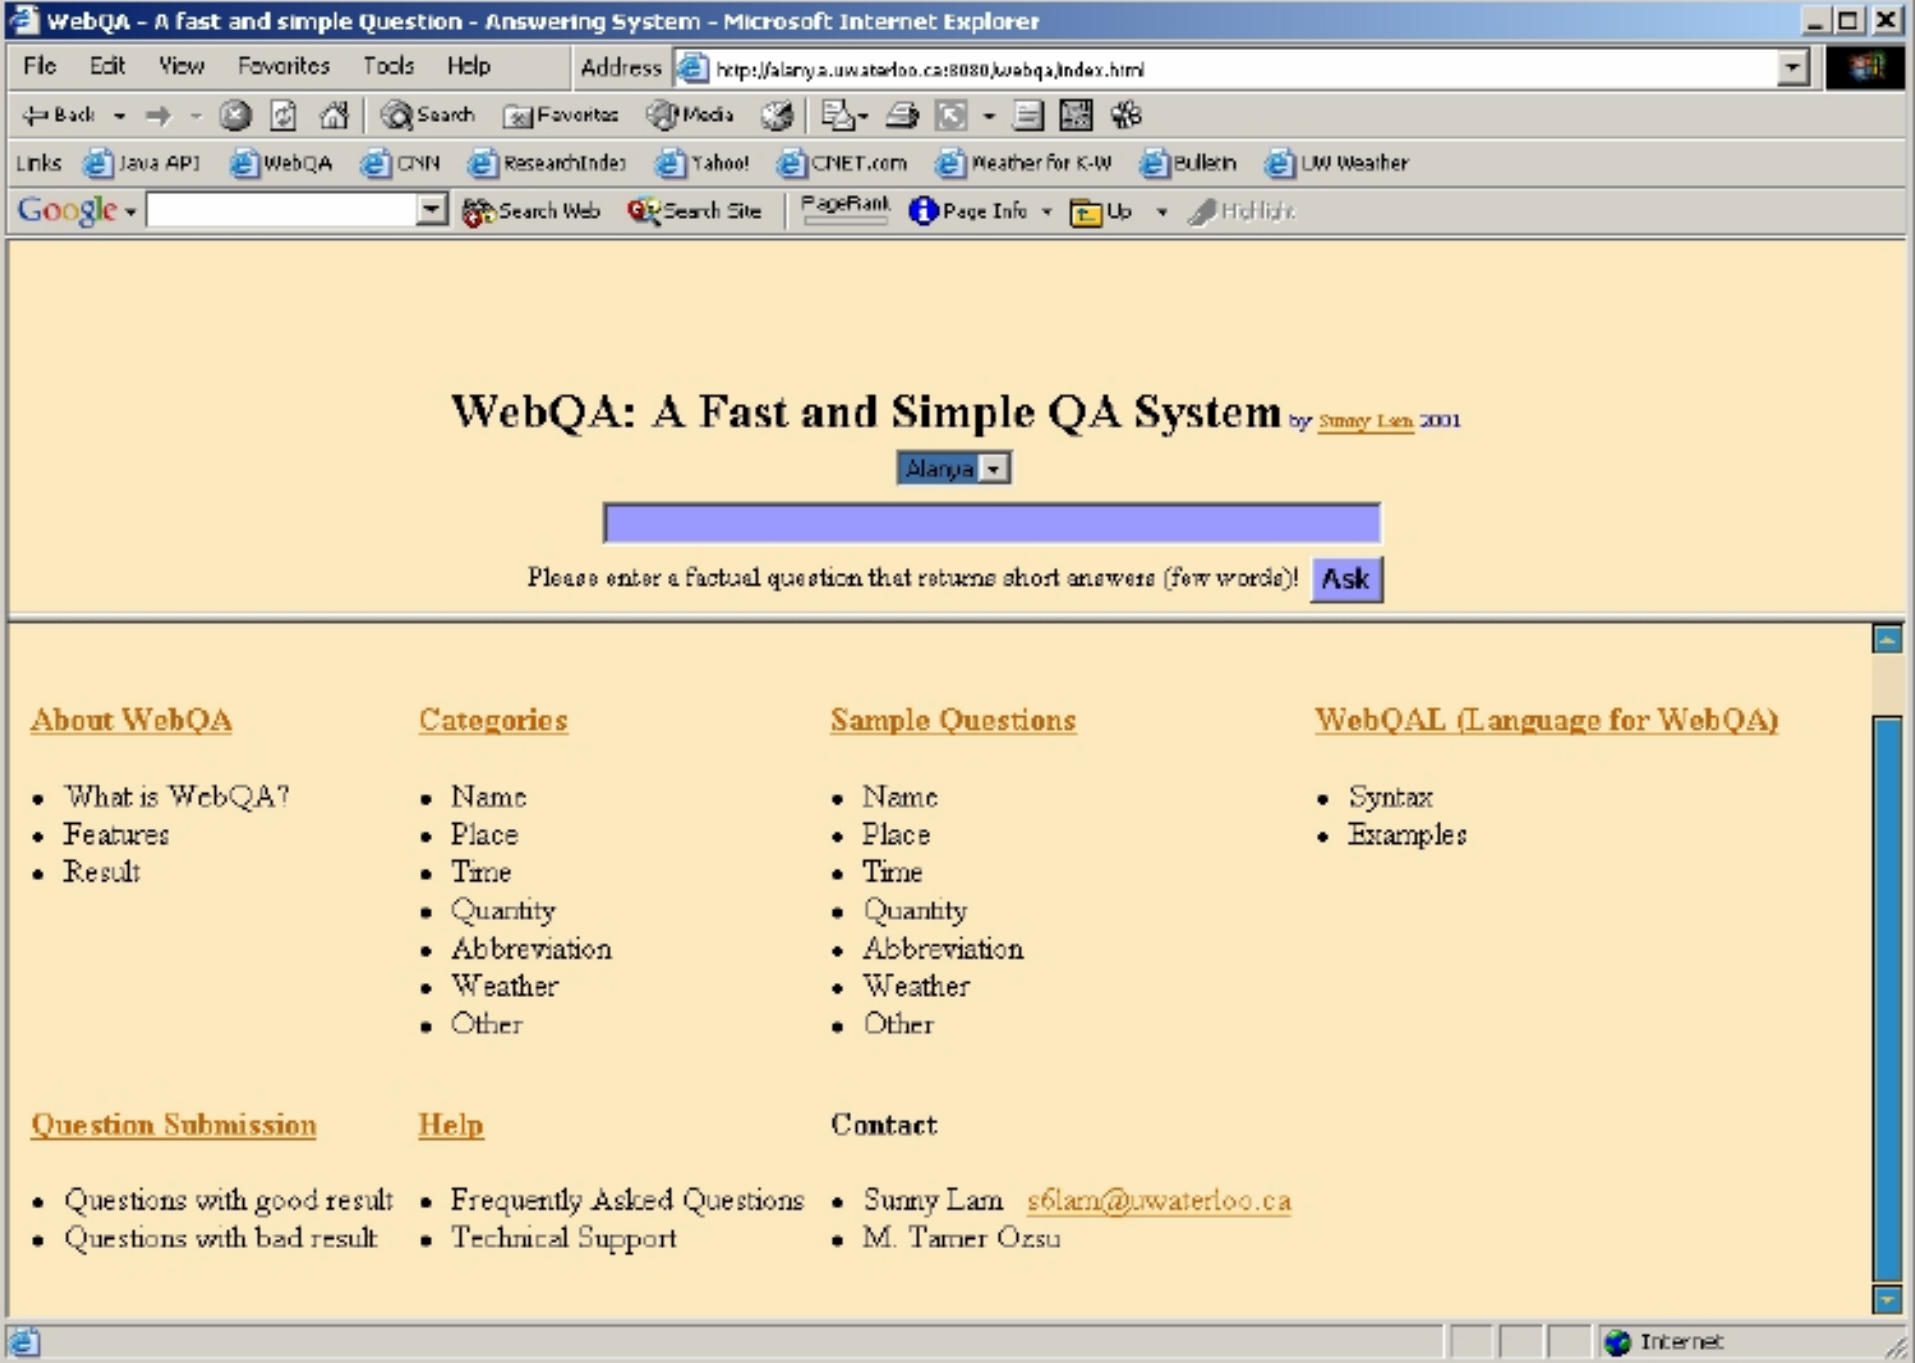 WebQA - A fast and simple Question - Answering System - Microsoft Internet Explorer
File Edit View Favorites Tools Help Address http://alanya.uwaterloo.ca:8080/webqa/index.html
Back Search Favorites Media
Links Java API WebQA CNN ResearchIndex Yahoo! CNET.com Weather for K-W Bulletin UW Weather
Google Search Web Search Site PageRank Page Info Up Highlight
WebQA: A Fast and Simple QA System by Sunny Lam 2001
Alanya
Please enter a factual question that returns short answers (few words)! Ask
About WebQA
• What is WebQA?
• Features
• Result
Categories
• Name
• Place
• Time
• Quantity
• Abbreviation
• Weather
• Other
Sample Questions
• Name
• Place
• Time
• Quantity
• Abbreviation
• Weather
• Other
WebQAL (Language for WebQA)
• Syntax
• Examples
Question Submission
• Questions with good result
• Questions with bad result
Help
• Frequently Asked Questions
• Technical Support
Contact
• Sunny Lam s6lam@uwaterloo.ca
• M. Tamer Ozsu
Internet